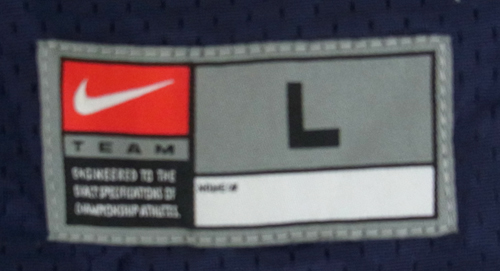 L
TEAM
ENGINEERED TO THE
EXACT SPECIFICATIONS OF
CHAMPIONSHIP ATHLETES.